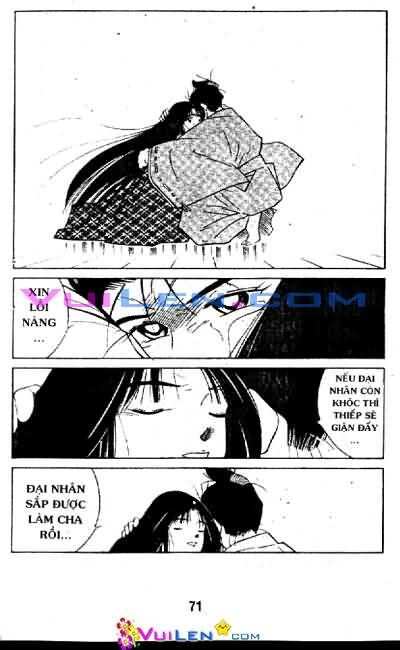 XIN
LỖI
NÀNG
...
VUILEN.COM
NẾU ĐẠI
NHÂN CÒN
KHÓC THÌ
THIẾP SẼ
GIẬN ĐẤY
...
ĐẠI NHÂN
SẮP ĐƯỢC
LÀM CHA
RỒI...
71
VUILEN.COM